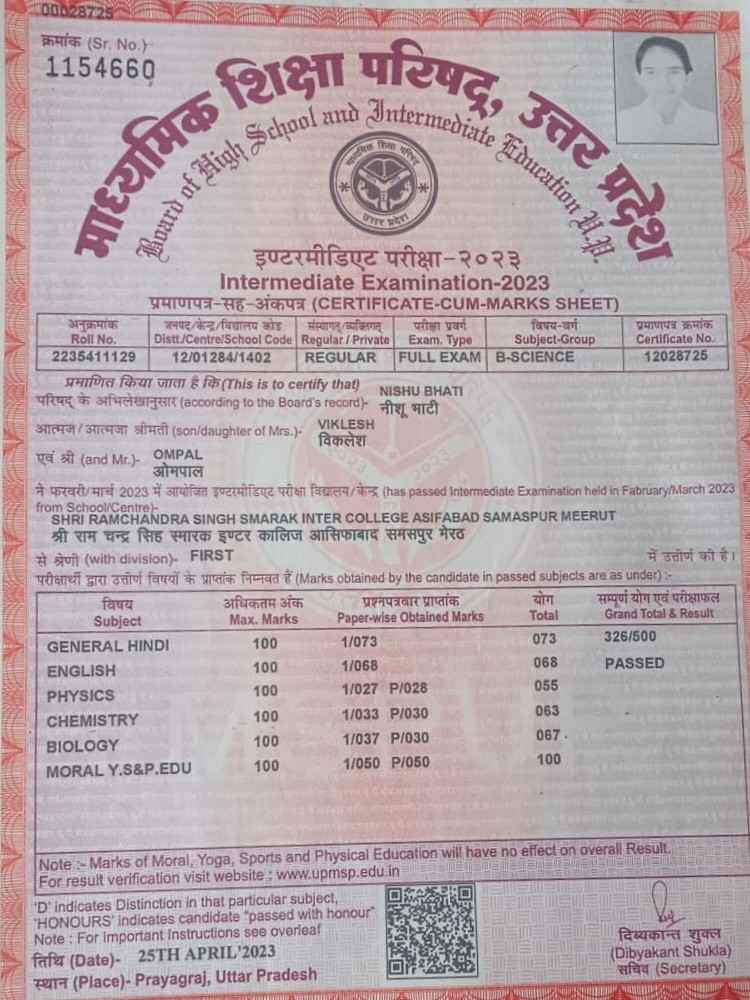 00028725
क्रमांक (Sr. No.)
1154660
माध्यमिक शिक्षा परिषद्, उत्तर प्रदेश
Board of High School and Intermediate Education U.P.
माध्यमिक शिक्षा परिषद
उत्तर प्रदेश
इण्टरमीडिएट परीक्षा-२०२३
Intermediate Examination-2023
प्रमाणपत्र-सह-अंकपत्र (CERTIFICATE-CUM-MARKS SHEET)
अनुक्रमांक जनपद/केन्द्र/विद्यालय कोड संस्थागत/व्यक्तिगत परीक्षा प्रवर्ग विषय-वर्ग प्रमाणपत्र क्रमांक
Roll No. Distt./Centre/School Code Regular / Private Exam. Type Subject-Group Certificate No.
2235411129 12/01284/1402 REGULAR FULL EXAM B-SCIENCE 12028725
प्रमाणित किया जाता है कि (This is to certify that) NISHU BHATI
परिषद के अभिलेखानुसार (according to the Board's record)- नीशू भाटी
आत्मज/आत्मजा श्रीमती (son/daughter of Mrs.)- VIKLESH
विकलेश
एवं श्री (and Mr.)- OMPAL
ओमपाल
ने फरवरी/मार्च 2023 में आयोजित इण्टरमीडिएट परीक्षा विद्यालय/केन्द्र (has passed Intermediate Examination held in Fabruary/March 2023
from School/Centre)-
SHRI RAMCHANDRA SINGH SMARAK INTER COLLEGE ASIFABAD SAMASPUR MEERUT
श्री राम चन्द्र सिंह स्मारक इण्टर कालिज आसिफाबाद समसपुर मेरठ
से श्रेणी (with division)- FIRST में उत्तीर्ण की है।
परीक्षार्थी द्वारा उत्तीर्ण विषयों के प्राप्तांक निम्नवत हैं (Marks obtained by the candidate in passed subjects are as under) :-
विषय अधिकतम अंक प्रश्नपत्रवार प्राप्तांक योग सम्पूर्ण योग एवं परीक्षाफल
Subject Max. Marks Paper-wise Obtained Marks Total Grand Total & Result
GENERAL HINDI 100 1/073 073 326/500
ENGLISH 100 1/068 068 PASSED
PHYSICS 100 1/027 P/028 055
CHEMISTRY 100 1/033 P/030 063
BIOLOGY 100 1/037 P/030 067
MORAL Y.S&P.EDU 100 1/050 P/050 100
Note :- Marks of Moral, Yoga, Sports and Physical Education will have no effect on overall Result.
For result verification visit website : www.upmsp.edu.in
'D' indicates Distinction in that particular subject,
'HONOURS' indicates candidate "passed with honour"
Note : For Important Instructions see overleaf
तिथि (Date)- 25TH APRIL'2023
स्थान (Place)- Prayagraj, Uttar Pradesh
दिब्यकान्त शुक्ल
(Dibyakant Shukla)
सचिव (Secretary)